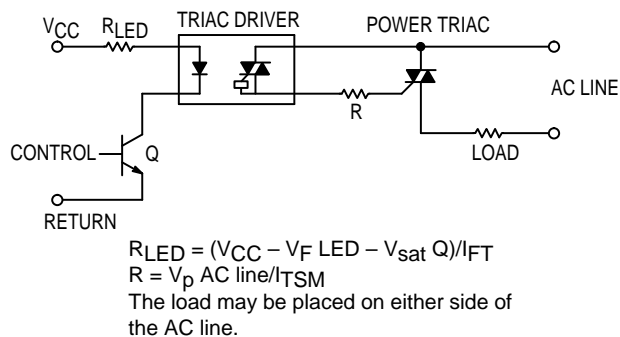 TRIAC DRIVER POWER TRIAC
VCC RLED
AC LINE
R
LOAD
CONTROL Q
RETURN
RLED = (VCC – VF LED – Vsat Q)/IFT
R = Vp AC line/ITSM
The load may be placed on either side of
the AC line.